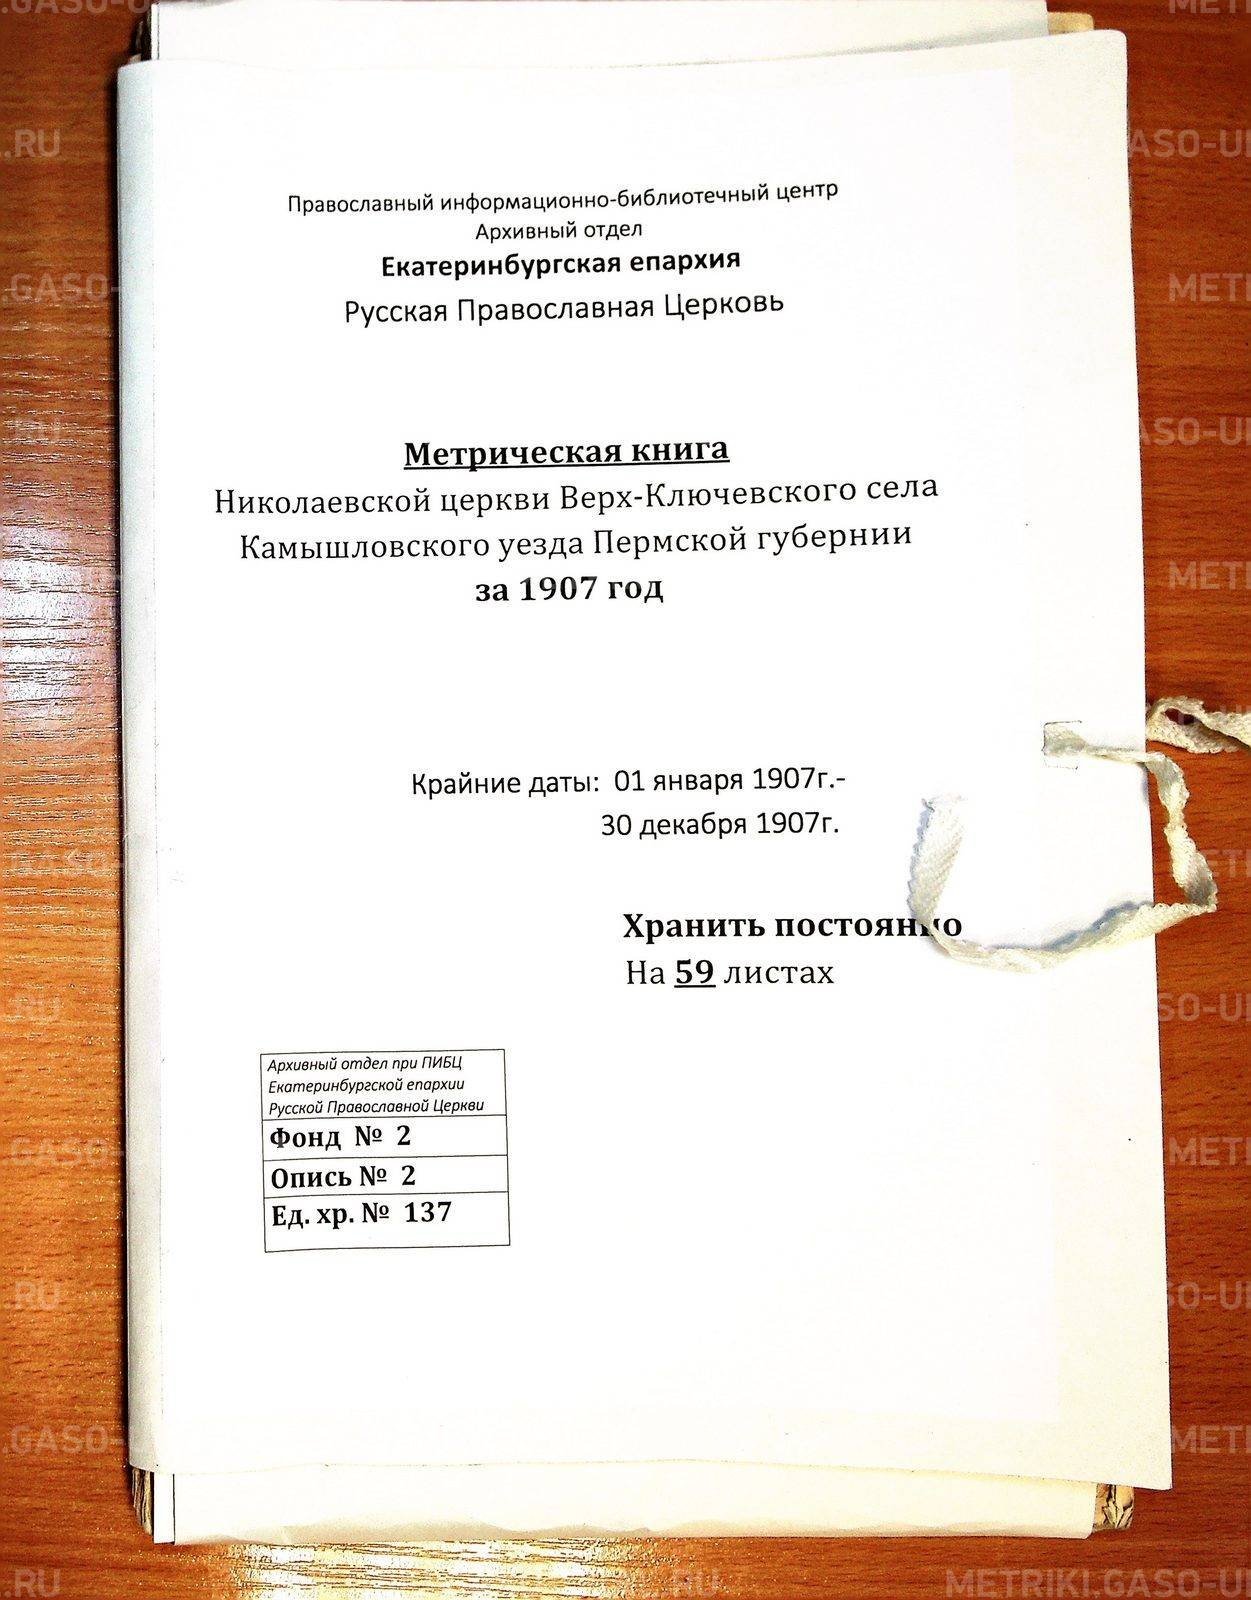 Православный информационно-библиотечный центр
Архивный отдел
Екатеринбургская епархия
Русская Православная Церковь
Метрическая книга
Николаевской церкви Верх-Ключевского села
Камышловского уезда Пермской губернии
за 1907 год
Крайние даты: 01 января 1907г.-
30 декабря 1907г.
Хранить постоянно
На 59 листах
Архивный отдел при ПИБЦ
Екатеринбургской епархии
Русской Православной Церкви
Фонд № 2
Опись № 2
Ед. хр. № 137
METRIKI.GASO-U